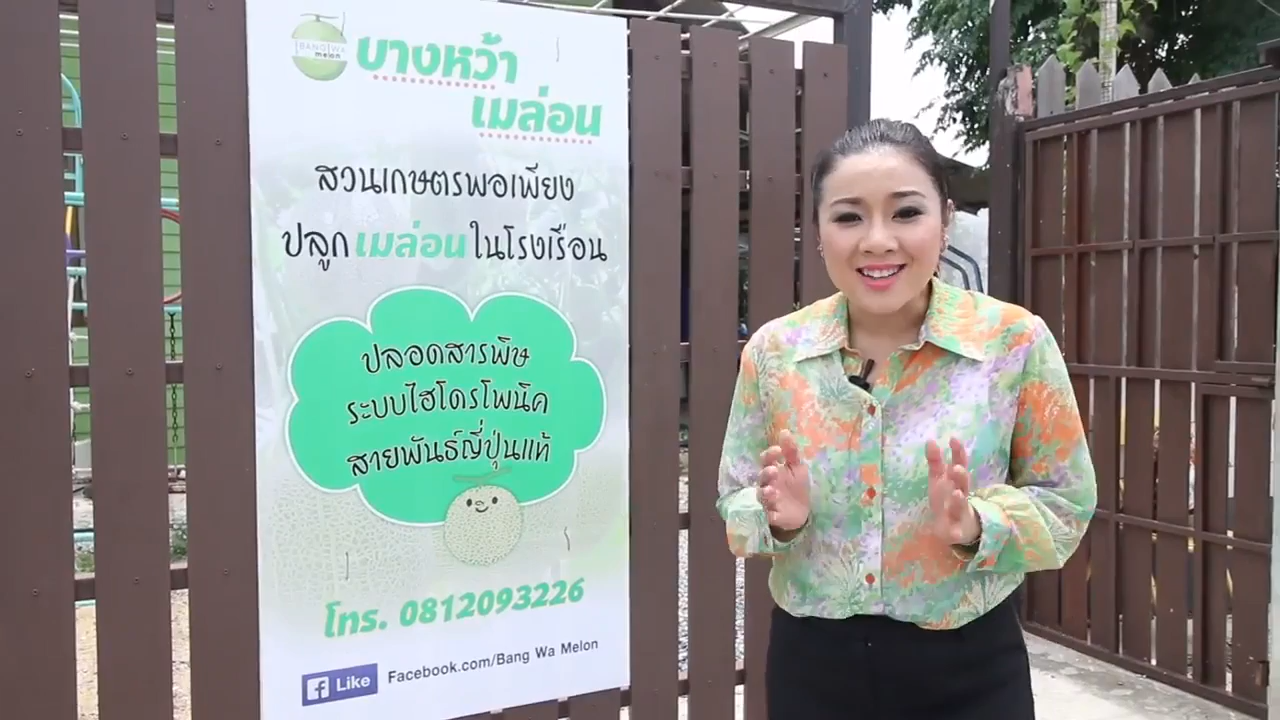 BANG WA
melon
บางหว้า
เมล่อน
สวนเกษตรพอเพียง
ปลูกเมล่อนในโรงเรือน
ปลอดสารพิษ
ระบบไฮโดรโพนิค
สายพันธ์ญี่ปุ่นแท้
โทร. 0812093226
f Like Facebook.com/Bang Wa Melon